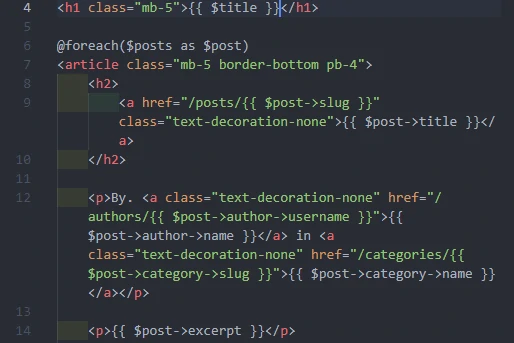 4 <h1 class="mb-5">{{ $title }}</h1>
5
6 @foreach($posts as $post)
7 <article class="mb-5 border-bottom pb-4">
8 <h2>
9 <a href="/posts/{{ $post->slug }}"
class="text-decoration-none">{{ $post->title }}</
a>
10 </h2>
11
12 <p>By. <a class="text-decoration-none" href="/
authors/{{ $post->author->username }}">{{
$post->author->name }}</a> in <a
class="text-decoration-none" href="/categories/{{
$post->category->slug }}">{{ $post->category->name }}
</a></p>
13
14 <p>{{ $post->excerpt }}</p>